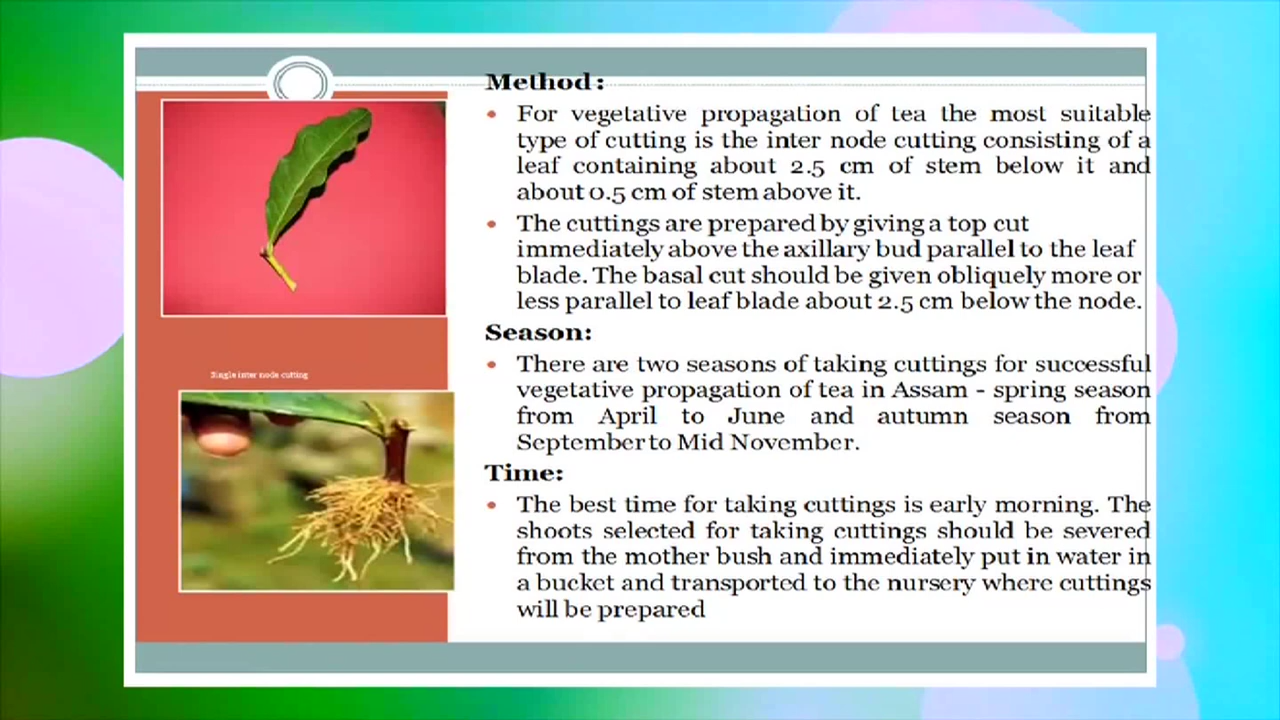 Method:
• For vegetative propagation of tea the most suitable
type of cutting is the inter node cutting consisting of a
leaf containing about 2.5 cm of stem below it and
about 0.5 cm of stem above it.
• The cuttings are prepared by giving a top cut
immediately above the axillary bud parallel to the leaf
blade. The basal cut should be given obliquely more or
less parallel to leaf blade about 2.5 cm below the node.
Season:
• There are two seasons of taking cuttings for successful
vegetative propagation of tea in Assam - spring season
from April to June and autumn season from
September to Mid November.
Time:
• The best time for taking cuttings is early morning. The
shoots selected for taking cuttings should be severed
from the mother bush and immediately put in water in
a bucket and transported to the nursery where cuttings
will be prepared
Single inter node cutting